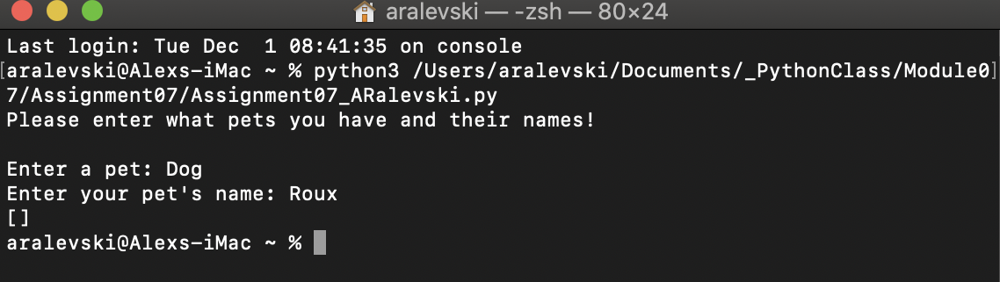 aralevski — -zsh — 80×24
Last login: Tue Dec  1 08:41:35 on console
[aralevski@Alexs-iMac ~ % python3 /Users/aralevski/Documents/_PythonClass/Module0]
7/Assignment07/Assignment07_ARalevski.py
Please enter what pets you have and their names!
Enter a pet: Dog
Enter your pet's name: Roux
[]
aralevski@Alexs-iMac ~ %